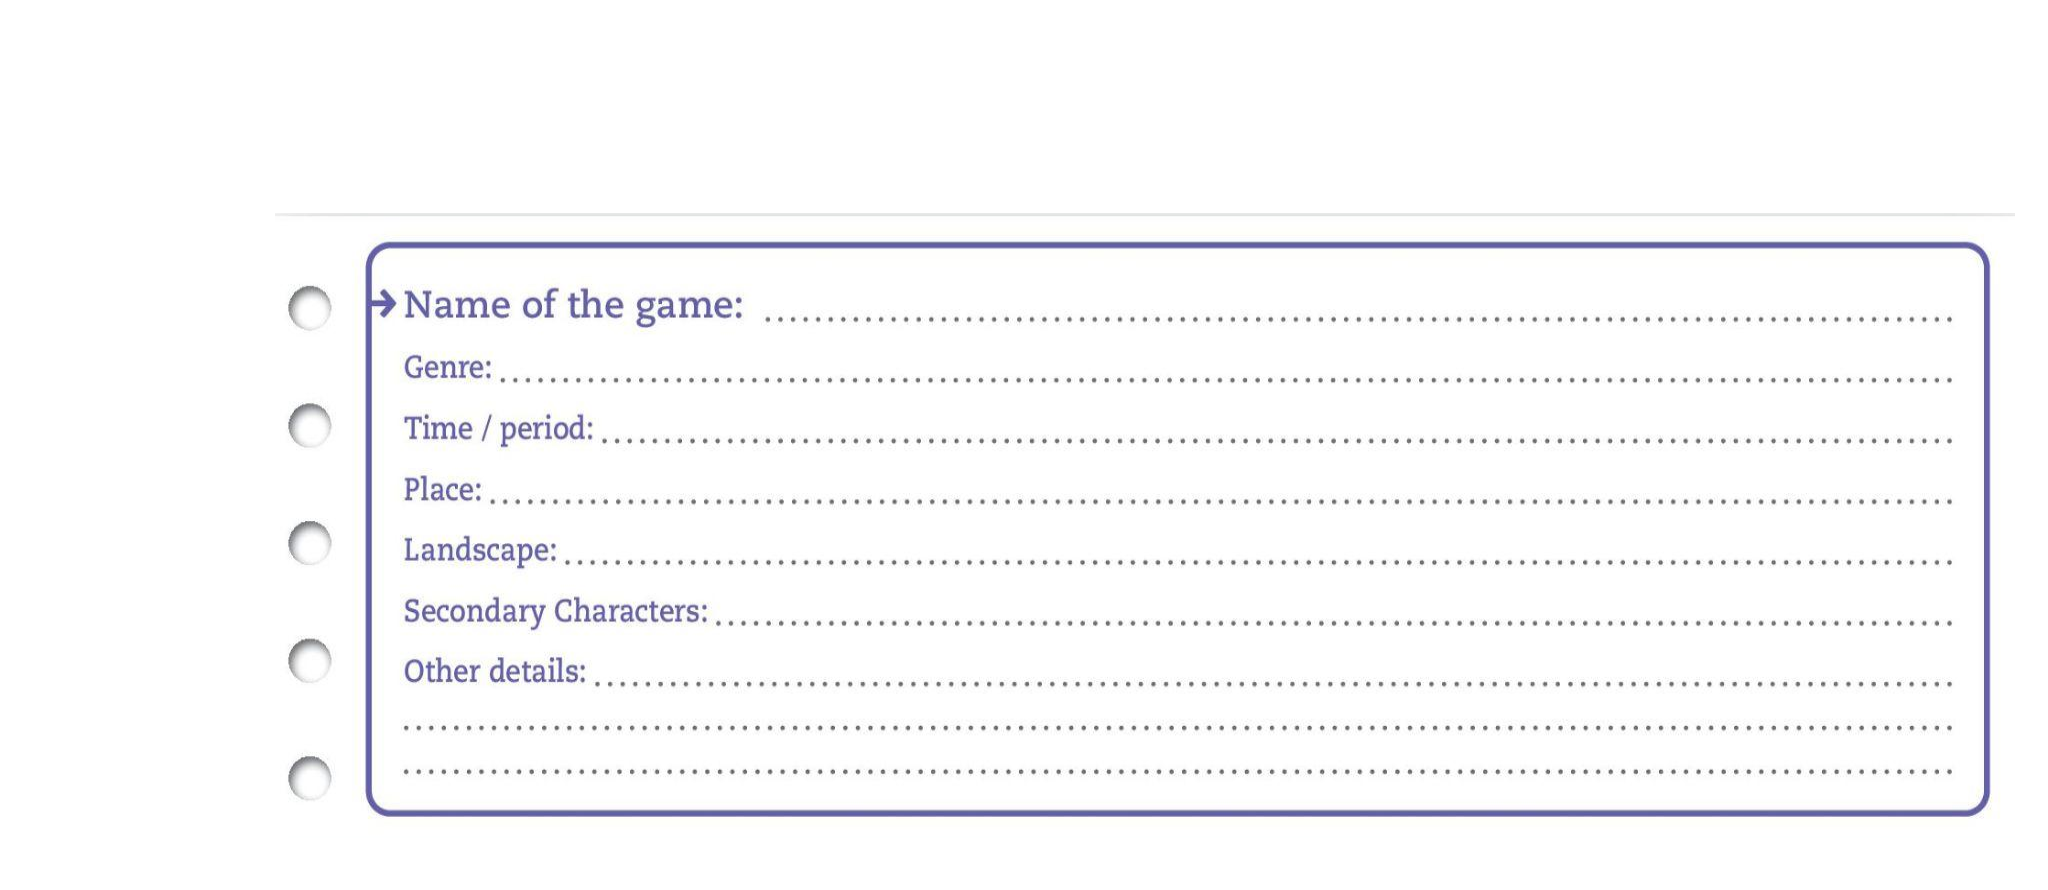 Name of the game: ................................................................
Genre: ................................................................
Time / period: ................................................................
Place: ................................................................
Landscape: ................................................................
Secondary Characters: ................................................................
Other details: ................................................................
................................................................
................................................................